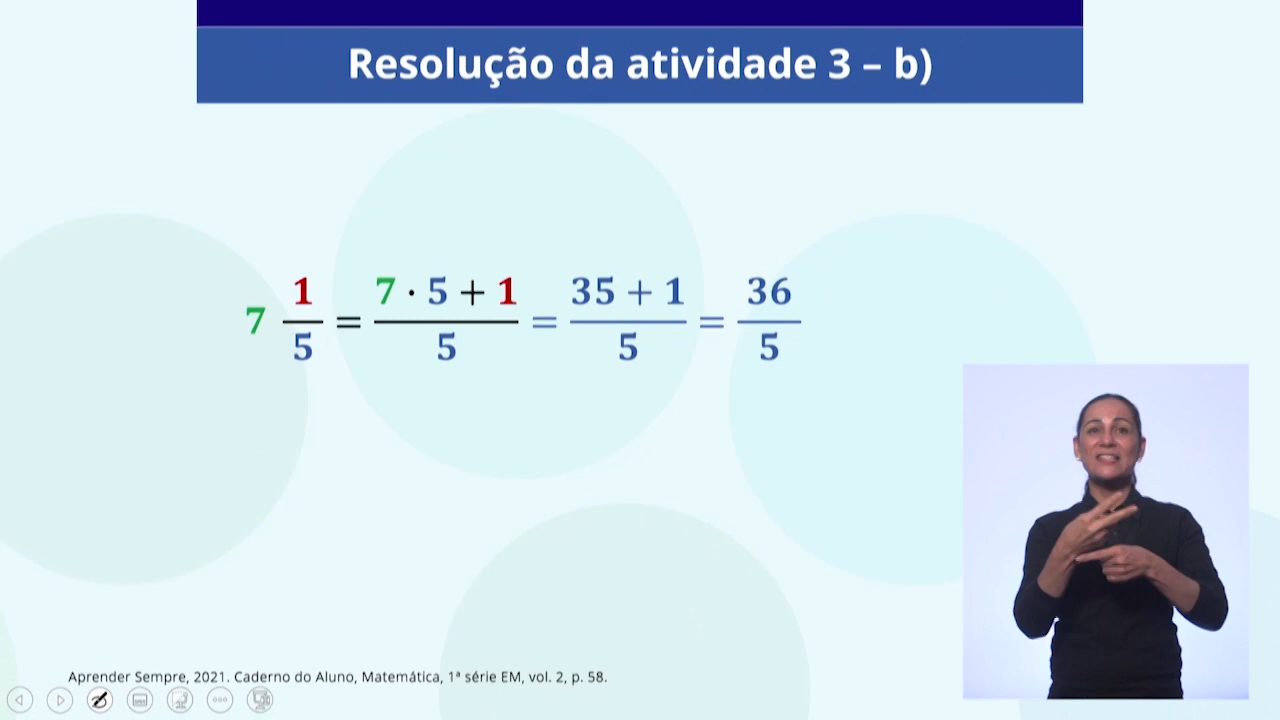 Resolução da atividade 3 – b)
7 1/5 = (7 · 5 + 1)/5 = (35 + 1)/5 = 36/5
Aprender Sempre, 2021. Caderno do Aluno, Matemática, 1ª série EM, vol. 2, p. 58.